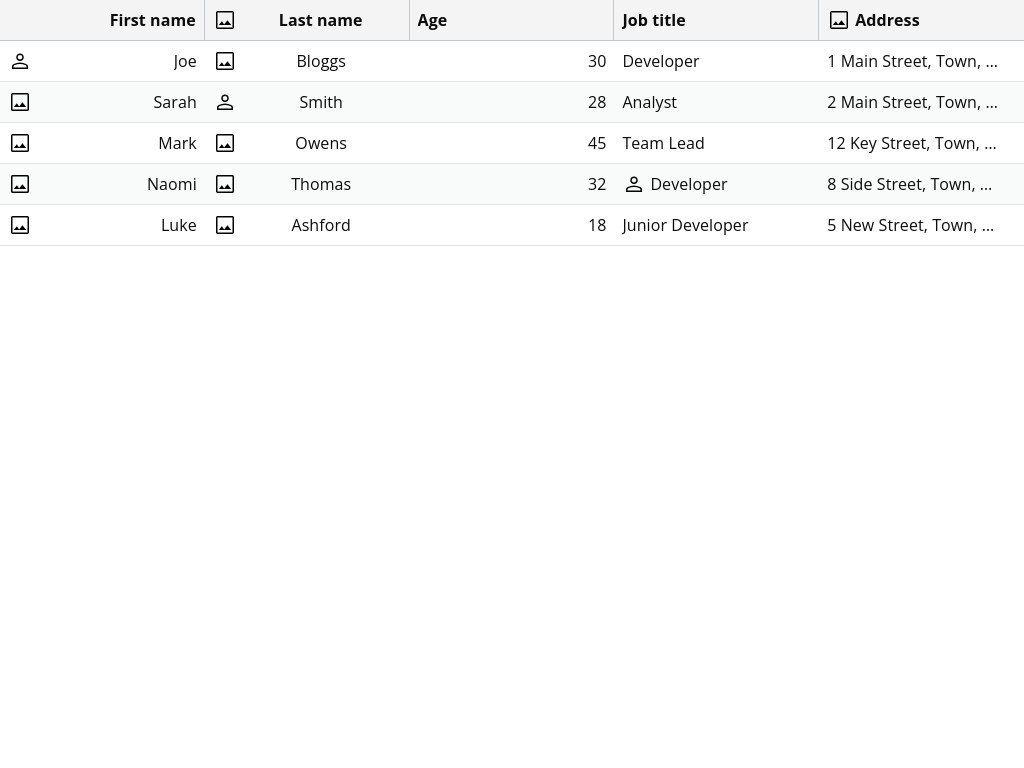 First name Last name Age Job title Address
Joe Bloggs 30 Developer 1 Main Street, Town, ...
Sarah Smith 28 Analyst 2 Main Street, Town, ...
Mark Owens 45 Team Lead 12 Key Street, Town, ...
Naomi Thomas 32 Developer 8 Side Street, Town, ...
Luke Ashford 18 Junior Developer 5 New Street, Town, ...